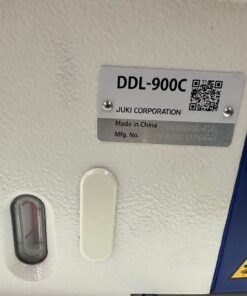 DDL-900C
JUKI CORPORATION
Made in China
Mfg. No.